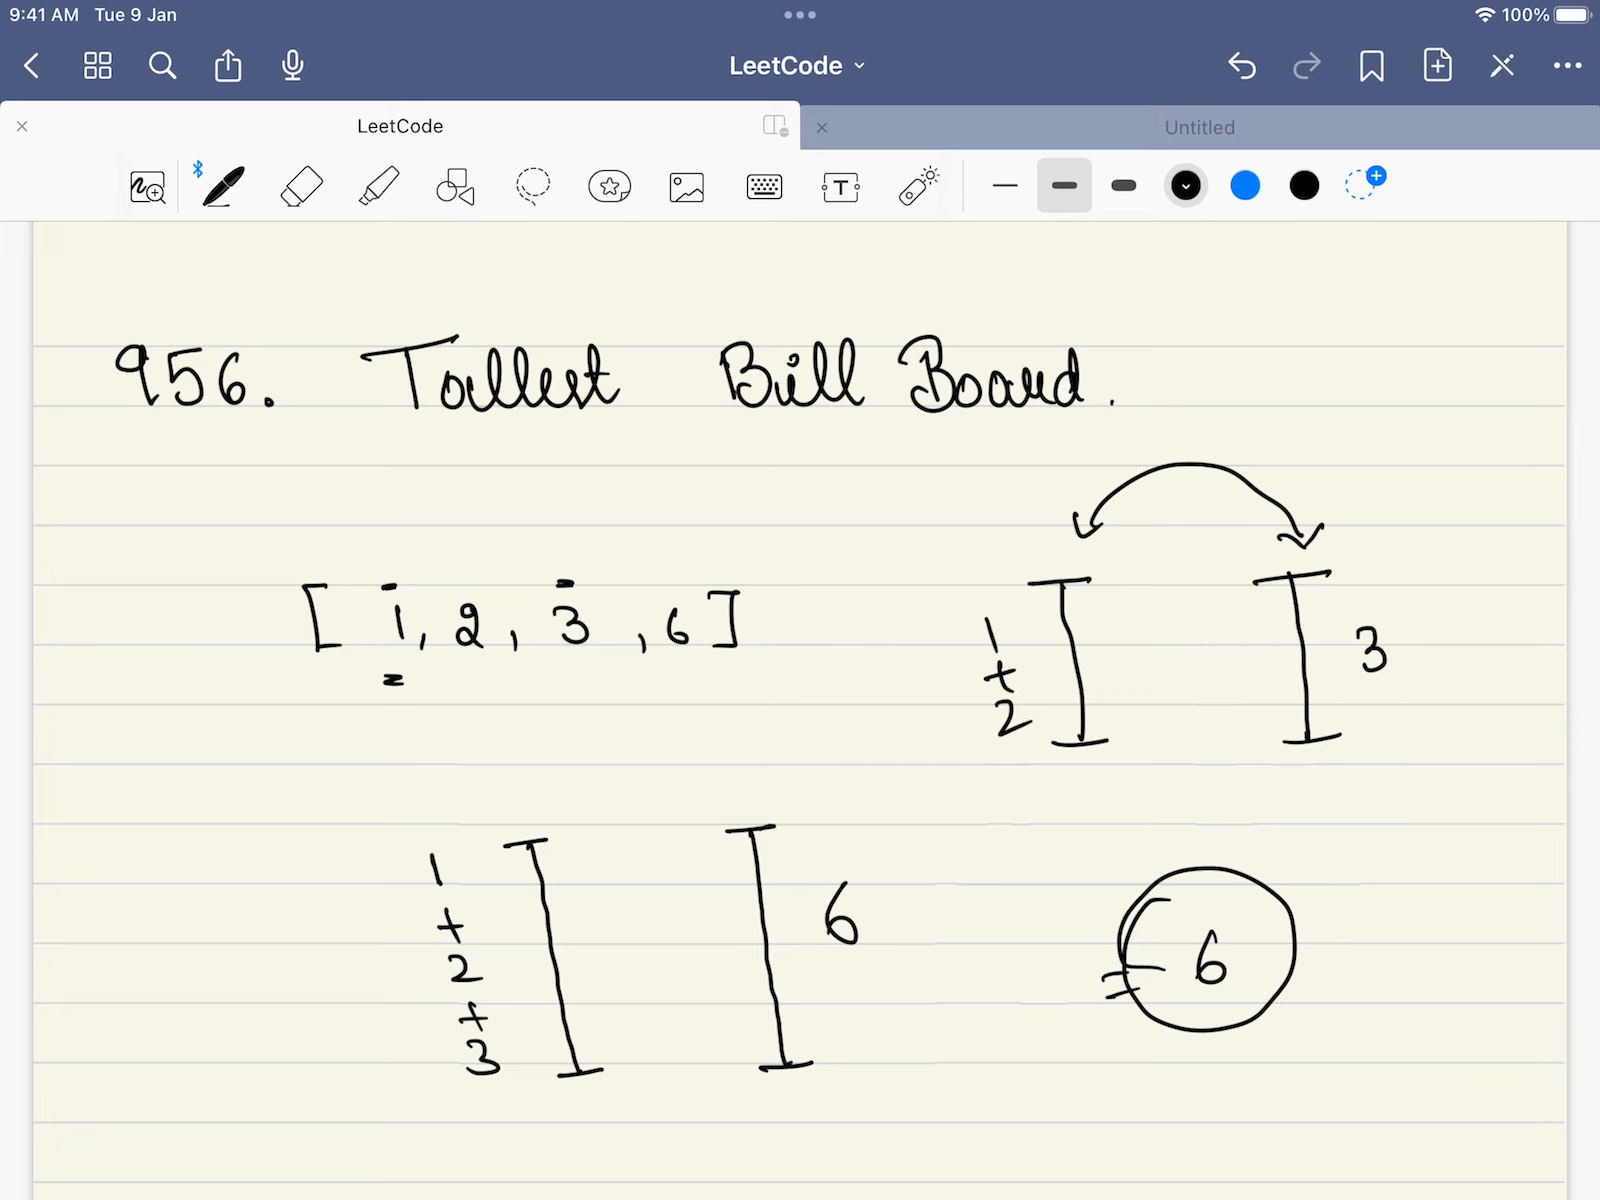 9:41 AM Tue 9 Jan
100%
LeetCode
LeetCode
Untitled
T
956. Tallest Bill Board.
[ 1, 2, 3, 6 ]
1
+
2
3
1
+
2
+
3
6
6